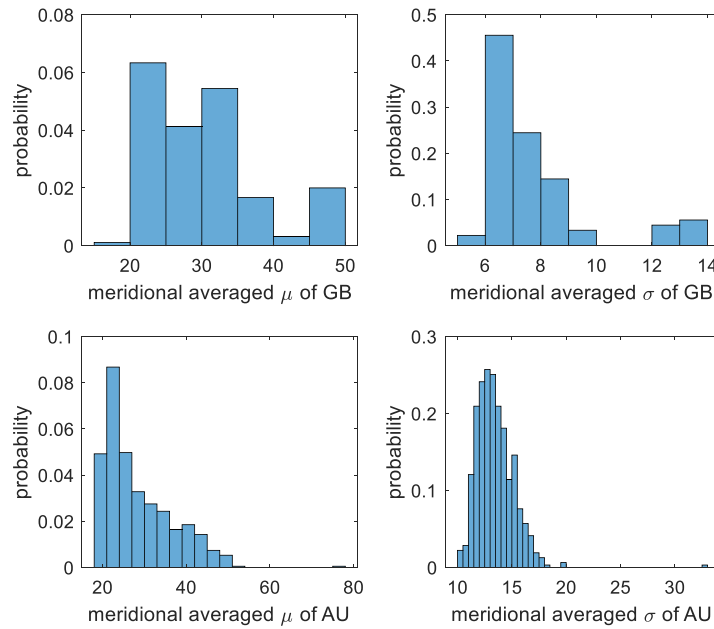 0.08
0.06
0.04
0.02
0
probability
20 30 40 50
meridional averaged μ of GB
0.5
0.4
0.3
0.2
0.1
0
probability
6 8 10 12 14
meridional averaged σ of GB
0.1
0.08
0.06
0.04
0.02
0
probability
20 40 60 80
meridional averaged μ of AU
0.3
0.2
0.1
0
probability
10 15 20 25 30
meridional averaged σ of AU